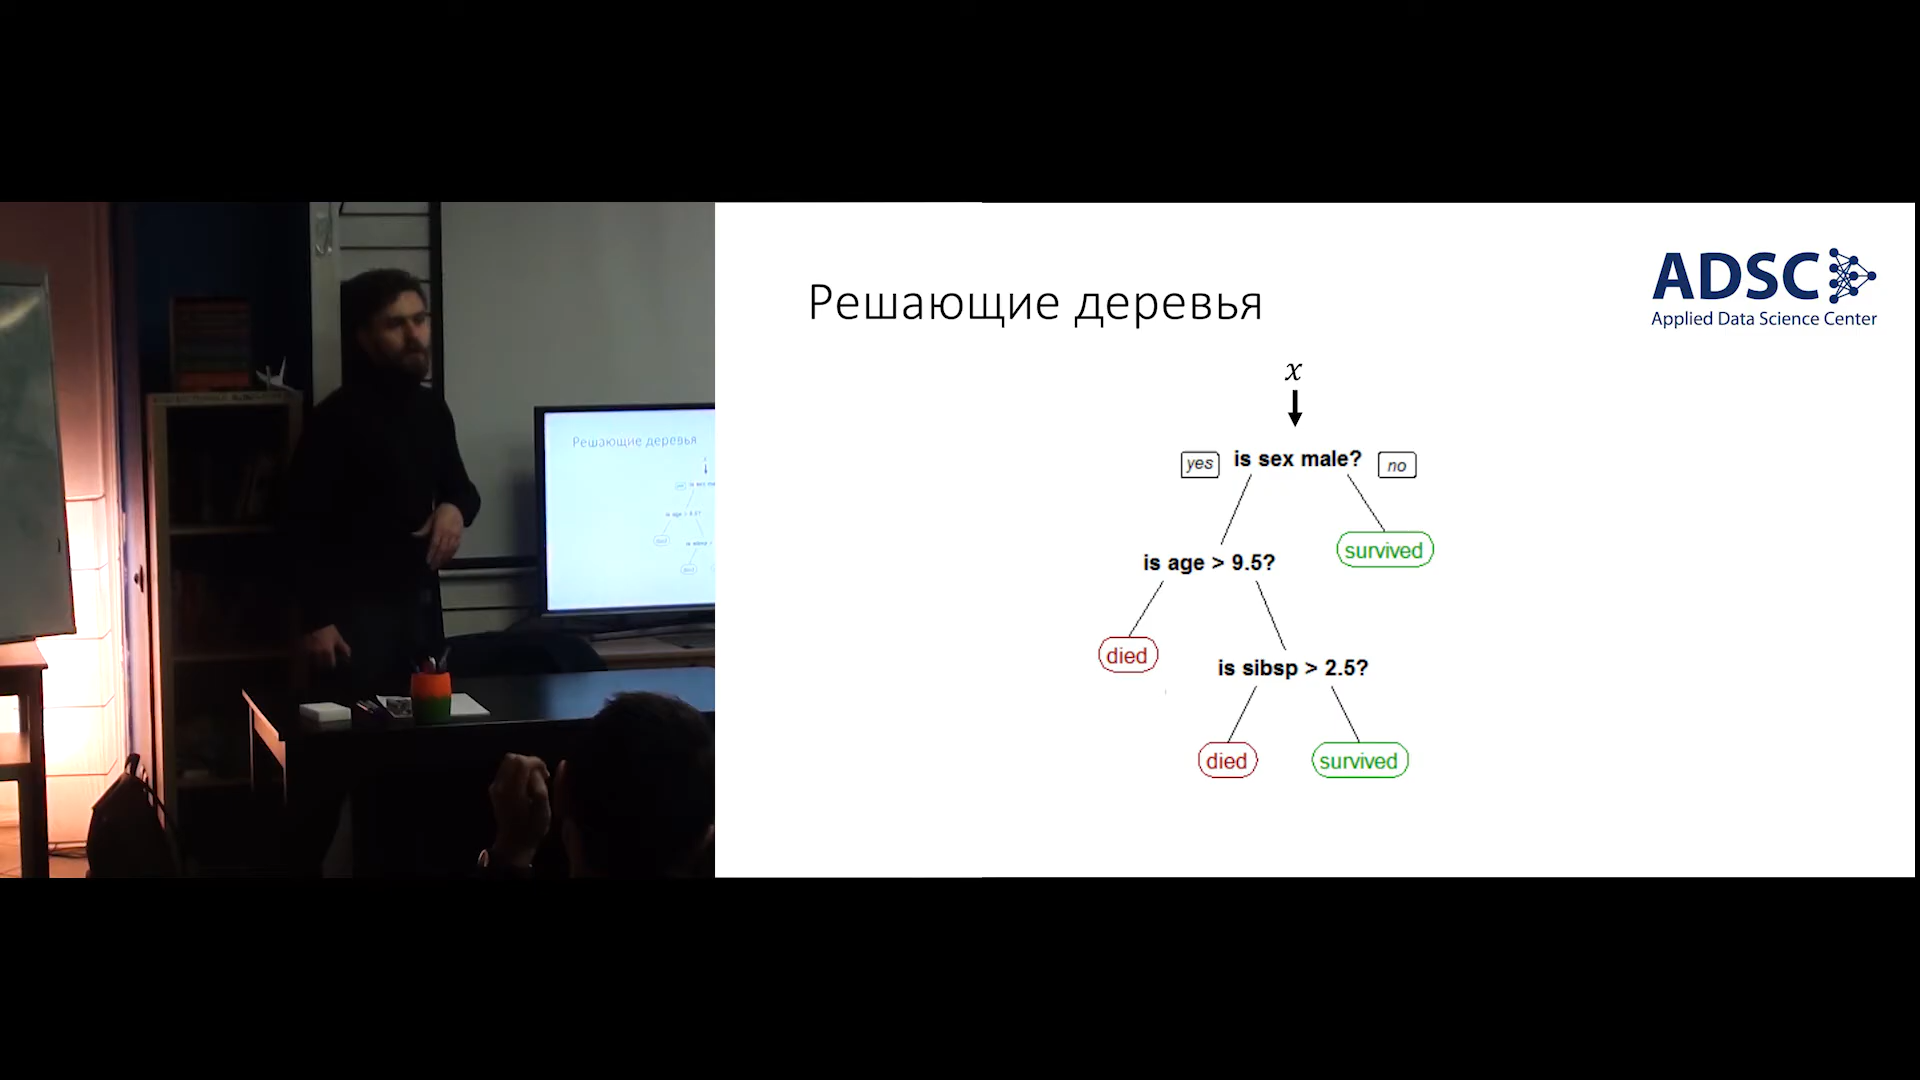 Решающие деревья
ADSC
Applied Data Science Center
x
yes is sex male? no
survived
is age > 9.5?
died
is sibsp > 2.5?
died survived
Решающие деревья